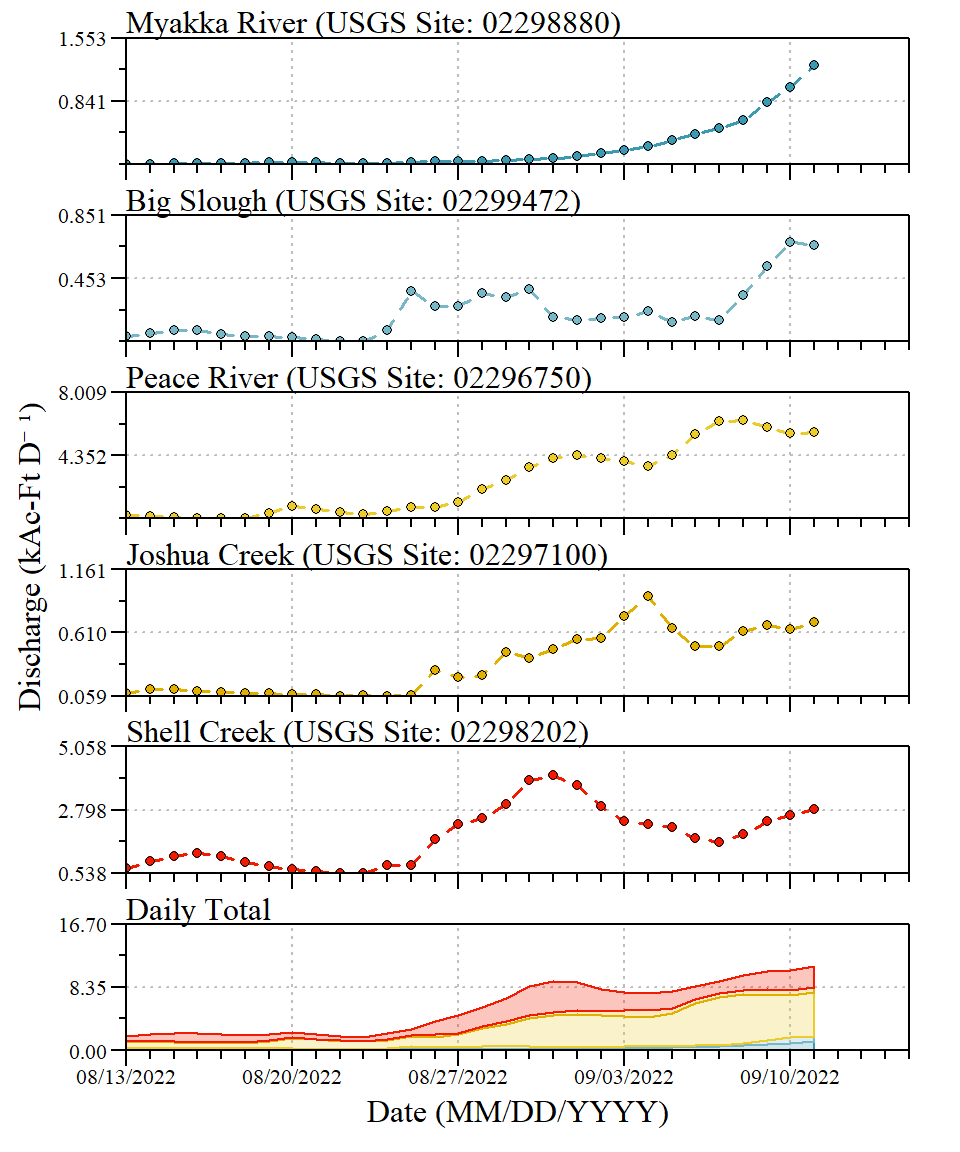 Myakka River (USGS Site: 02298880)
1.553
0.841
Big Slough (USGS Site: 02299472)
0.851
0.453
Peace River (USGS Site: 02296750)
8.009
4.352
Joshua Creek (USGS Site: 02297100)
1.161
0.610
0.059
Shell Creek (USGS Site: 02298202)
5.058
2.798
0.538
Daily Total
16.70
8.35
0.00
08/13/2022 08/20/2022 08/27/2022 09/03/2022 09/10/2022
Date (MM/DD/YYYY)
Discharge (kAc-Ft D⁻¹)